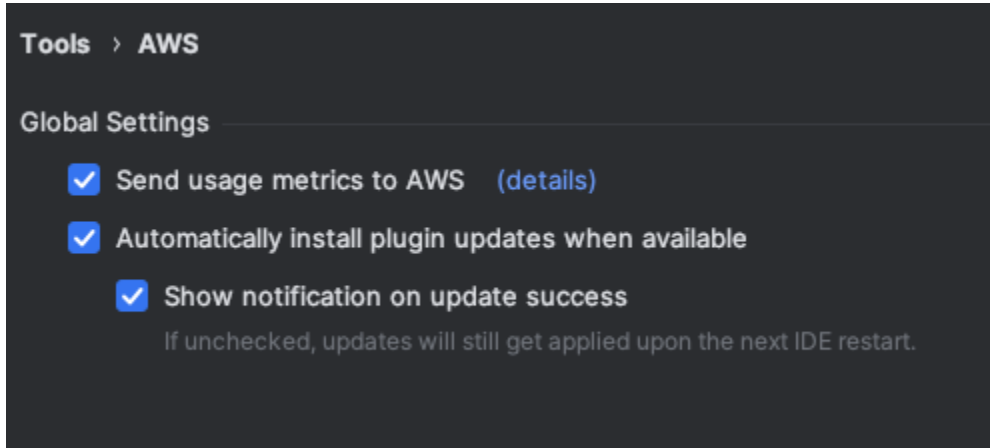 Tools › AWS
Global Settings
Send usage metrics to AWS (details)
Automatically install plugin updates when available
Show notification on update success
If unchecked, updates will still get applied upon the next IDE restart.